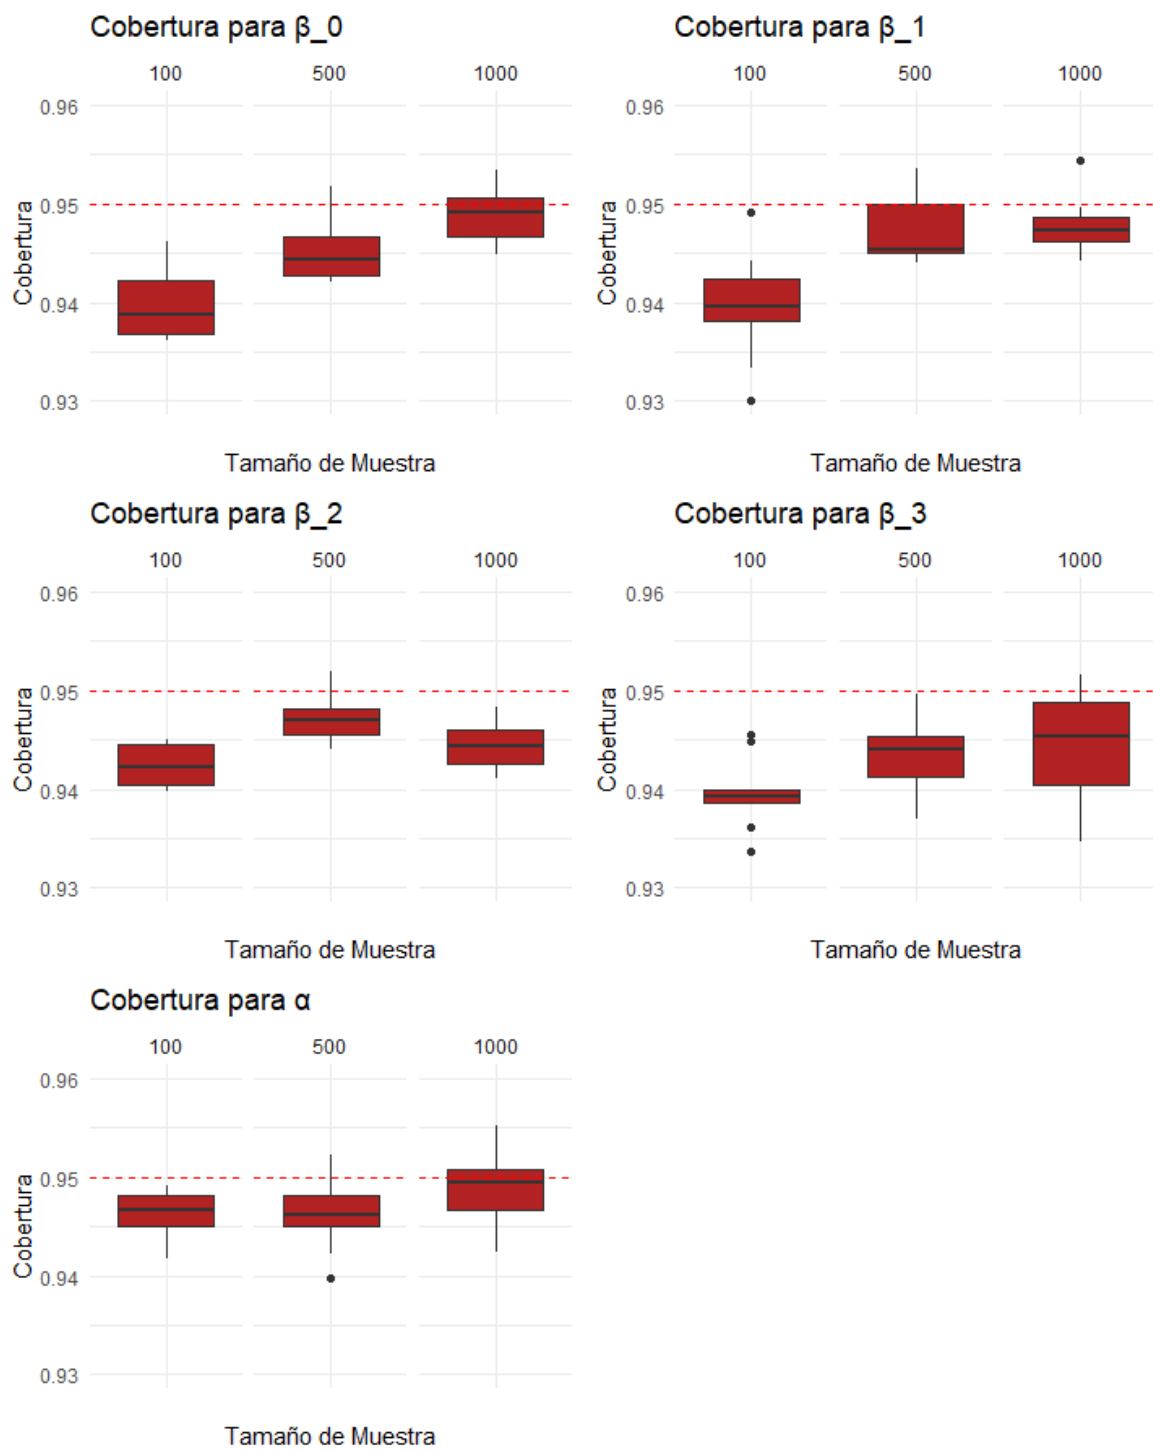 Cobertura para β_0
100 500 1000
0.96
0.95
0.94
0.93
Cobertura
Tamaño de Muestra
Cobertura para β_1
100 500 1000
0.96
0.95
0.94
0.93
Cobertura
Tamaño de Muestra
Cobertura para β_2
100 500 1000
0.96
0.95
0.94
0.93
Cobertura
Tamaño de Muestra
Cobertura para β_3
100 500 1000
0.96
0.95
0.94
0.93
Cobertura
Tamaño de Muestra
Cobertura para α
100 500 1000
0.96
0.95
0.94
0.93
Cobertura
Tamaño de Muestra